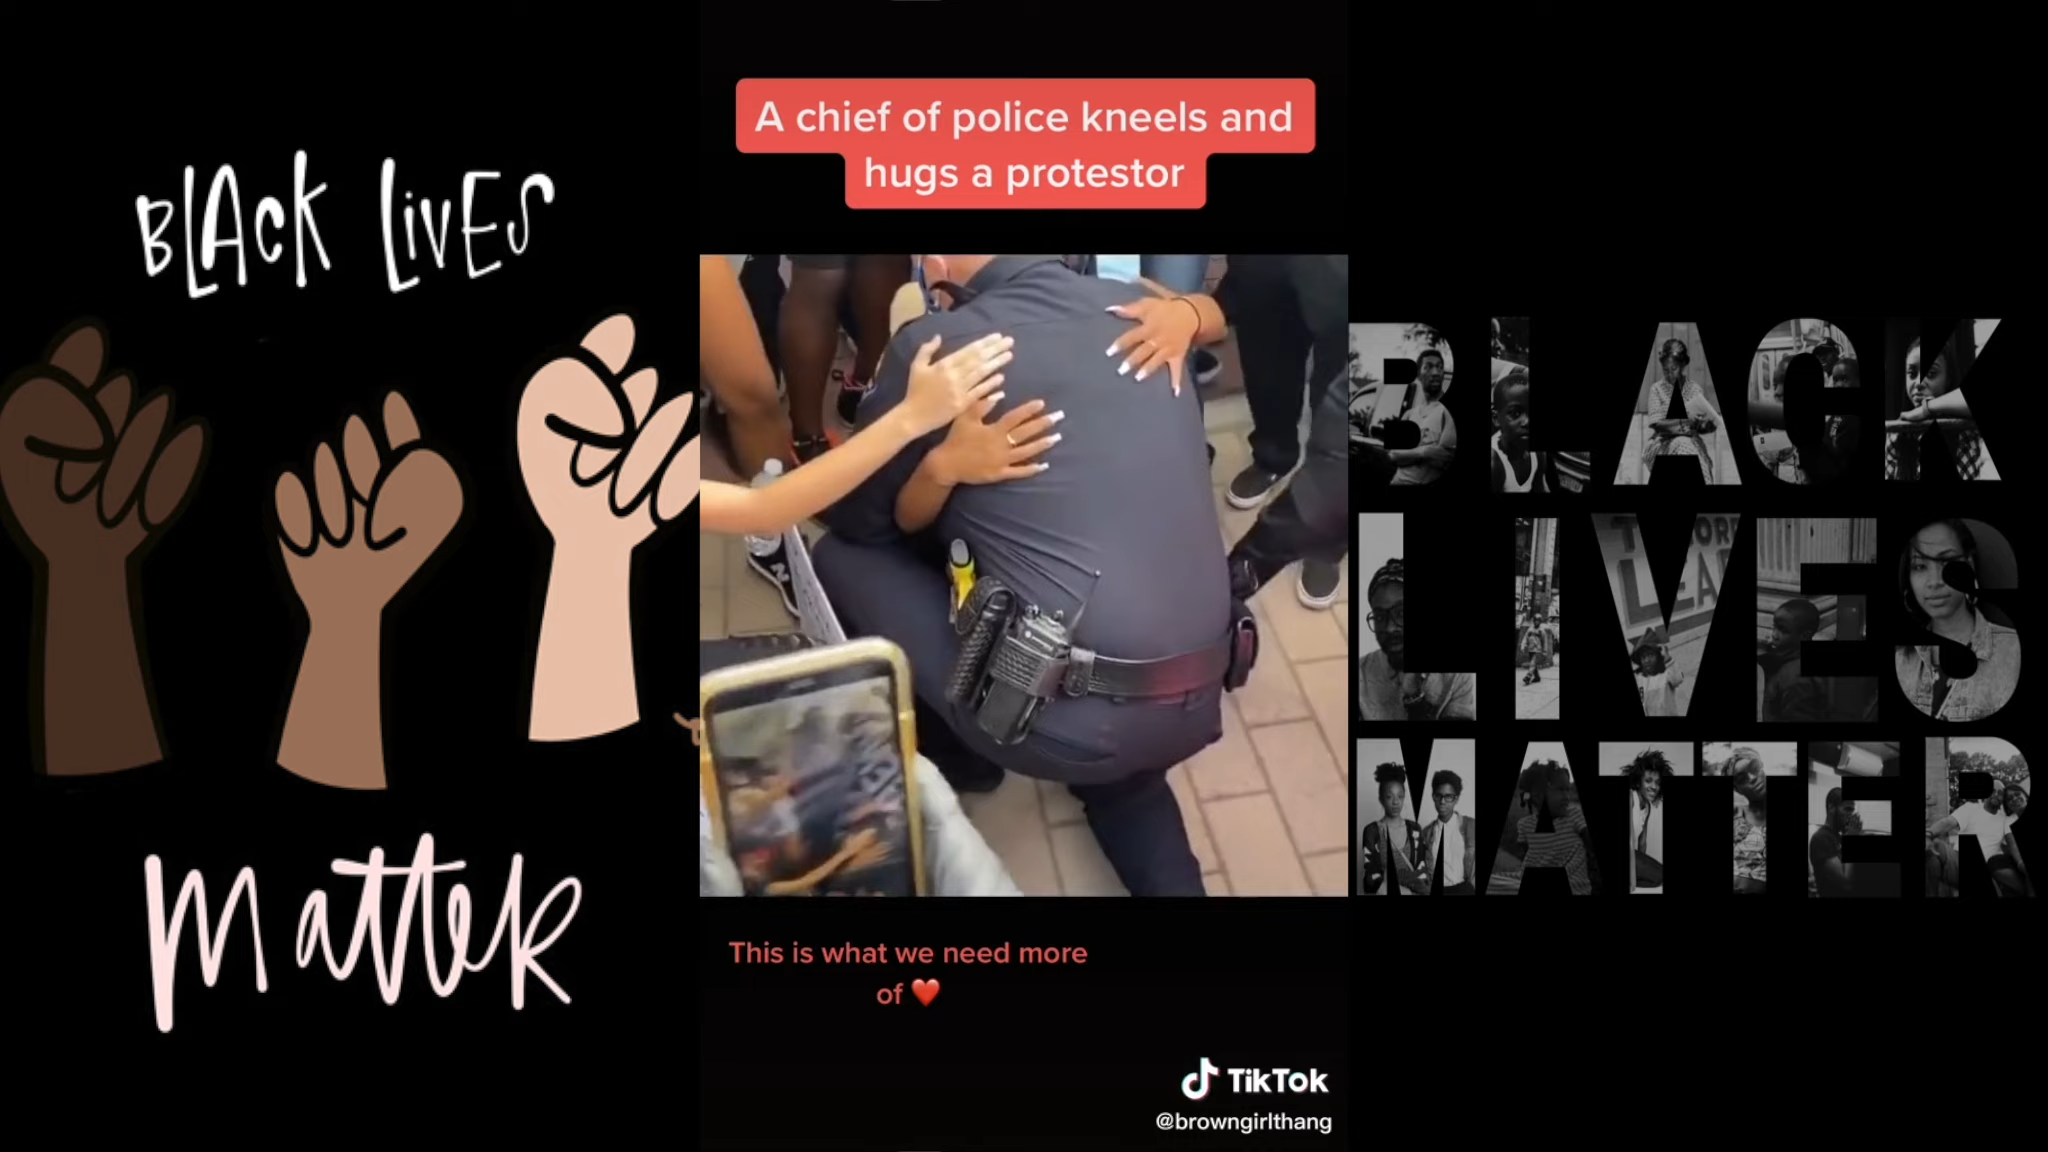 BLACK LIVES
Matter
A chief of police kneels and
hugs a protestor
This is what we need more
of ❤️
TikTok
@browngirlthang
BLACK
LIVES
MATTER